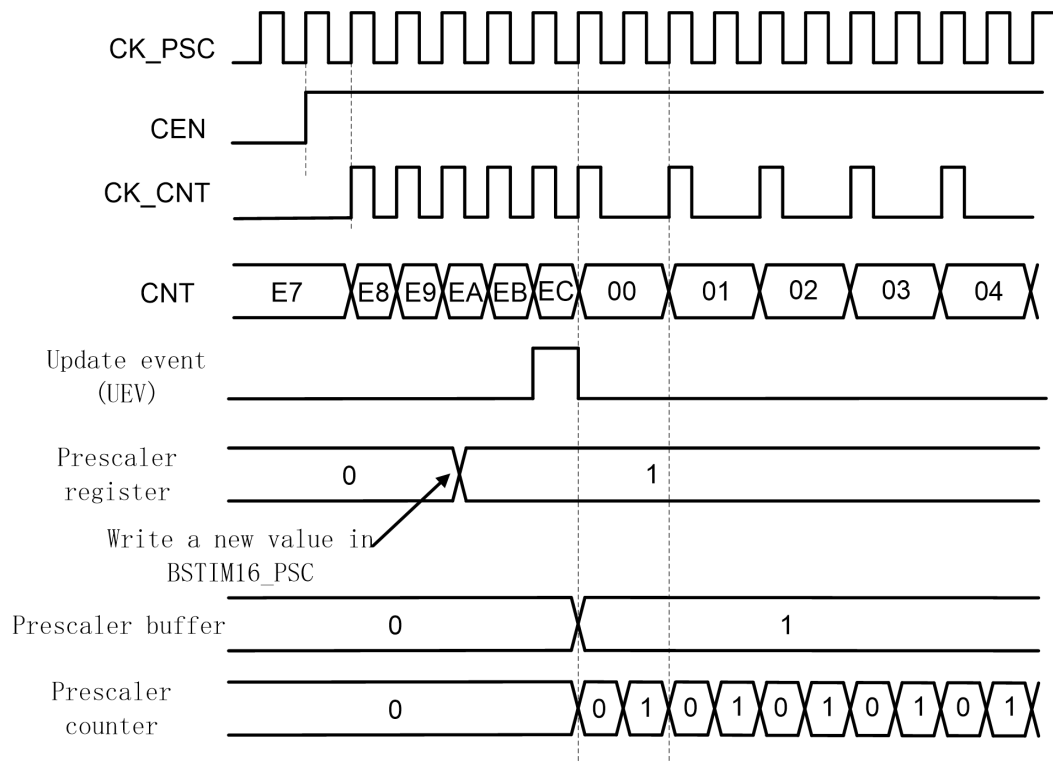 CK_PSC
CEN
CK_CNT
CNT E7 E8 E9 EA EB EC 00 01 02 03 04
Update event
(UEV)
Prescaler
register
0 1
Write a new value in
BSTIM16_PSC
Prescaler buffer 0 1
Prescaler
counter
0 0 1 0 1 0 1 0 1 0 1